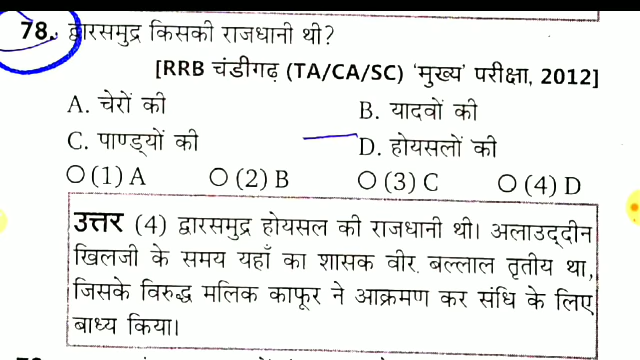 78. द्वारसमुद्र किसकी राजधानी थी?
[RRB चंडीगढ़ (TA/CA/SC) ‘मुख्य’ परीक्षा, 2012]
A. चेरों की B. यादवों की
C. पाण्ड्यों की D. होयसलों की
O (1) A O (2) B O (3) C O (4) D
उत्तर (4) द्वारसमुद्र होयसल की राजधानी थी। अलाउद्दीन
खिलजी के समय यहाँ का शासक वीर बल्लाल तृतीय था,
जिसके विरुद्ध मलिक काफूर ने आक्रमण कर संधि के लिए
बाध्य किया।